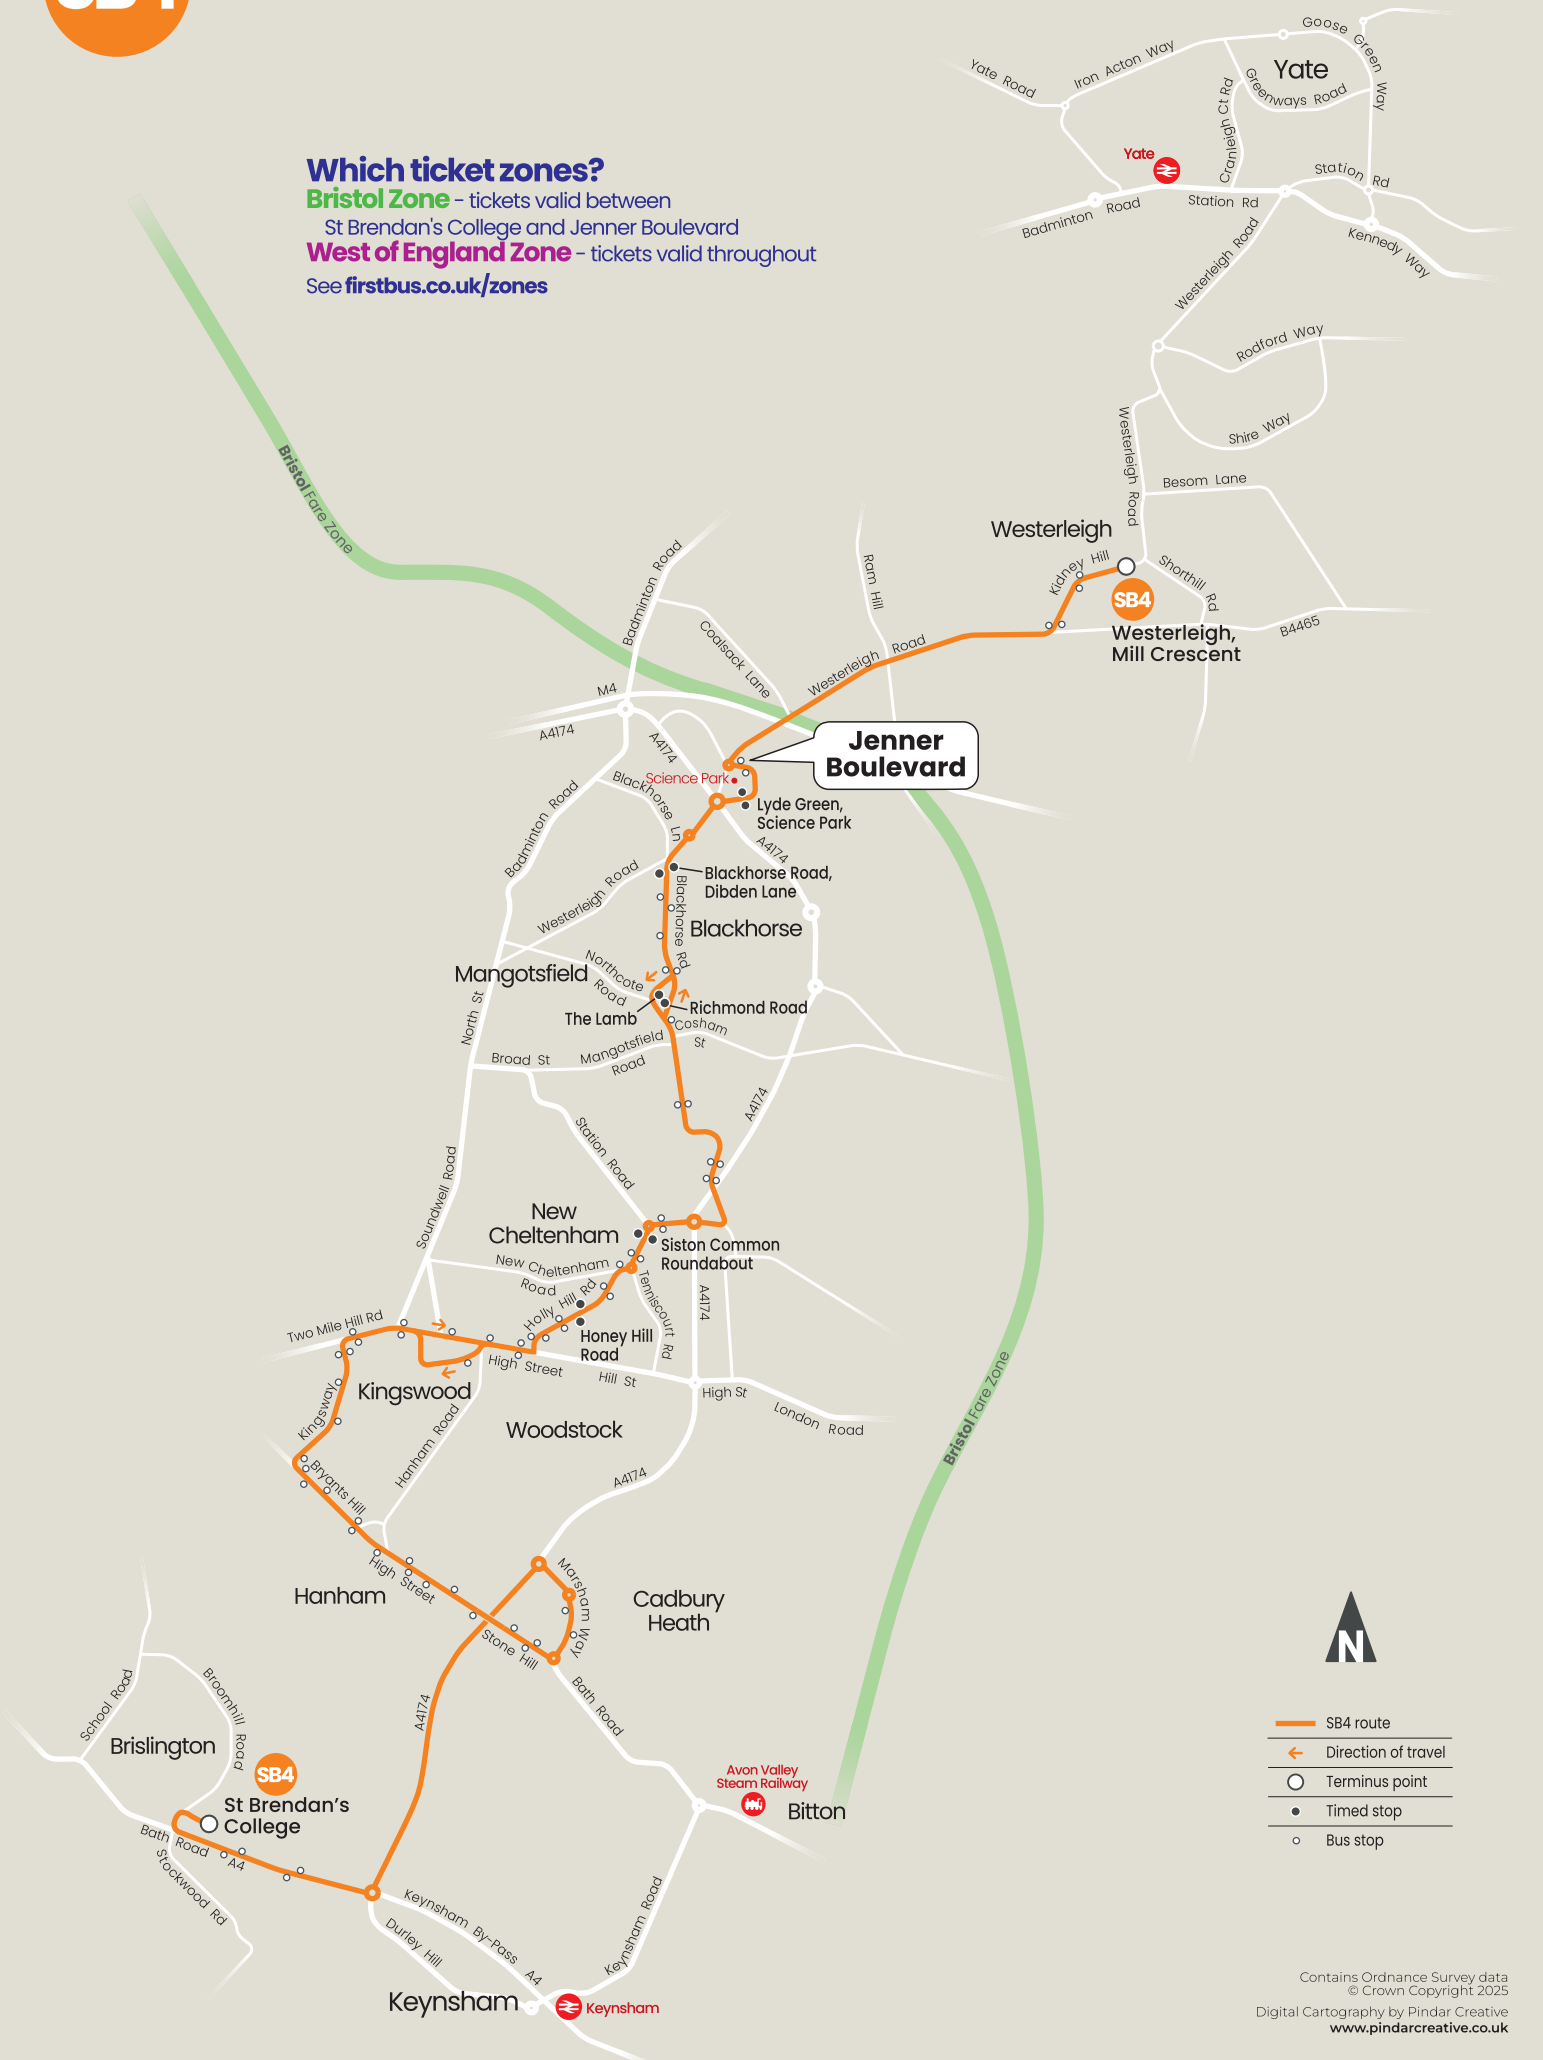 SB4
Which ticket zones?
Bristol Zone - tickets valid between
St Brendan's College and Jenner Boulevard
West of England Zone - tickets valid throughout
See firstbus.co.uk/zones
Goose Green Way
Yate
Iron Acton Way
Yate Road
Greenways Road
Cranleigh Ct Rd
Yate
Station Rd
Station Rd
Badminton Road
Kennedy Way
Westerleigh Road
Rodford Way
Shire Way
Westerleigh Road
Besom Lane
Bristol Fare Zone
Westerleigh
Kidney Hill
Shorthill Rd
SB4
Westerleigh,
Mill Crescent
B4465
Badminton Road
Ram Hill
Coalsack Lane
Westerleigh Road
M4
A4174
A4174
Jenner
Boulevard
Science Park
Blackhorse Ln
Lyde Green,
Science Park
Badminton Road
A4174
Westerleigh Road
Blackhorse Road,
Dibden Lane
Blackhorse Rd
Blackhorse
Mangotsfield
Northcote
Road
Richmond Road
The Lamb
Cosham
St
North St
Broad St
Mangotsfield
Road
A4174
Station Road
Soundwell Road
New
Cheltenham
Siston Common
Roundabout
New Cheltenham
Road
Tenniscourt Rd
A4174
Holly Hill Rd
Two Mile Hill Rd
Honey Hill
Road
High Street
Hill St
High St
London Road
Kingswood
Kingsway
Woodstock
Hanham Road
Bristol Fare Zone
A4174
Bryants Hill
High Street
Marsham Way
Hanham
Cadbury
Heath
Stone Hill
Bath Road
A4174
School Road
Broomhill Road
Brislington
SB4
St Brendan’s
College
Avon Valley
Steam Railway
Bitton
Bath Road
A4
Stockwood Rd
Keynsham By-Pass
A4
Durley Hill
Keynsham Road
Keynsham
Keynsham
N
SB4 route
Direction of travel
Terminus point
Timed stop
Bus stop
Contains Ordnance Survey data
© Crown Copyright 2025
Digital Cartography by Pindar Creative
www.pindarcreative.co.uk